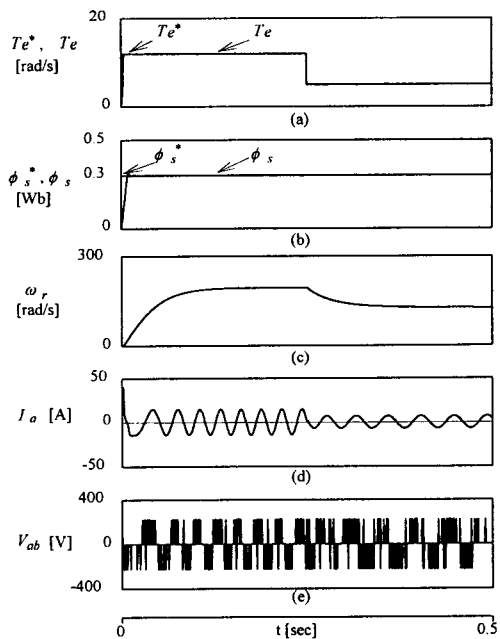 20
Te*, Te
[rad/s]
Te*
Te
0
(a)
0.5
0.3
ϕs*, ϕs
[Wb]
ϕs*
ϕs
0
(b)
300
ωr
[rad/s]
0
(c)
50
Ia [A]
0
-50
(d)
400
Vab [V]
0
-400
(e)
0 t[sec] 0.5